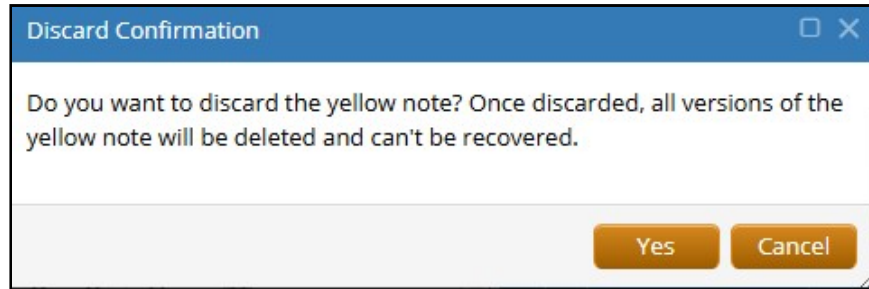 Discard Confirmation
Do you want to discard the yellow note? Once discarded, all versions of the
yellow note will be deleted and can't be recovered.
Yes
Cancel